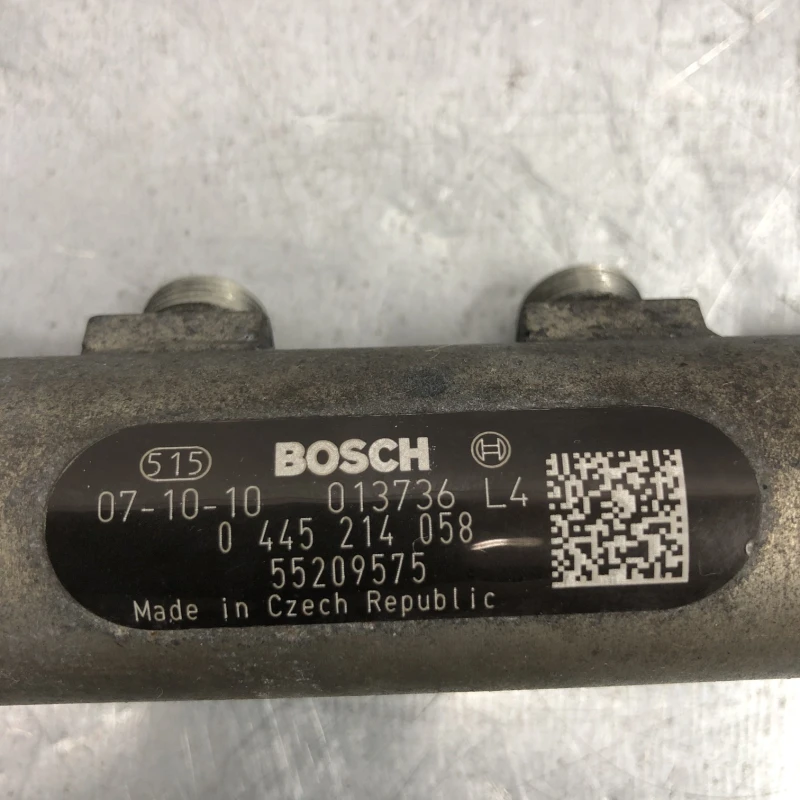 515 BOSCH
07-10-10 013736 L4
0 445 214 058
55209575
Made in Czech Republic